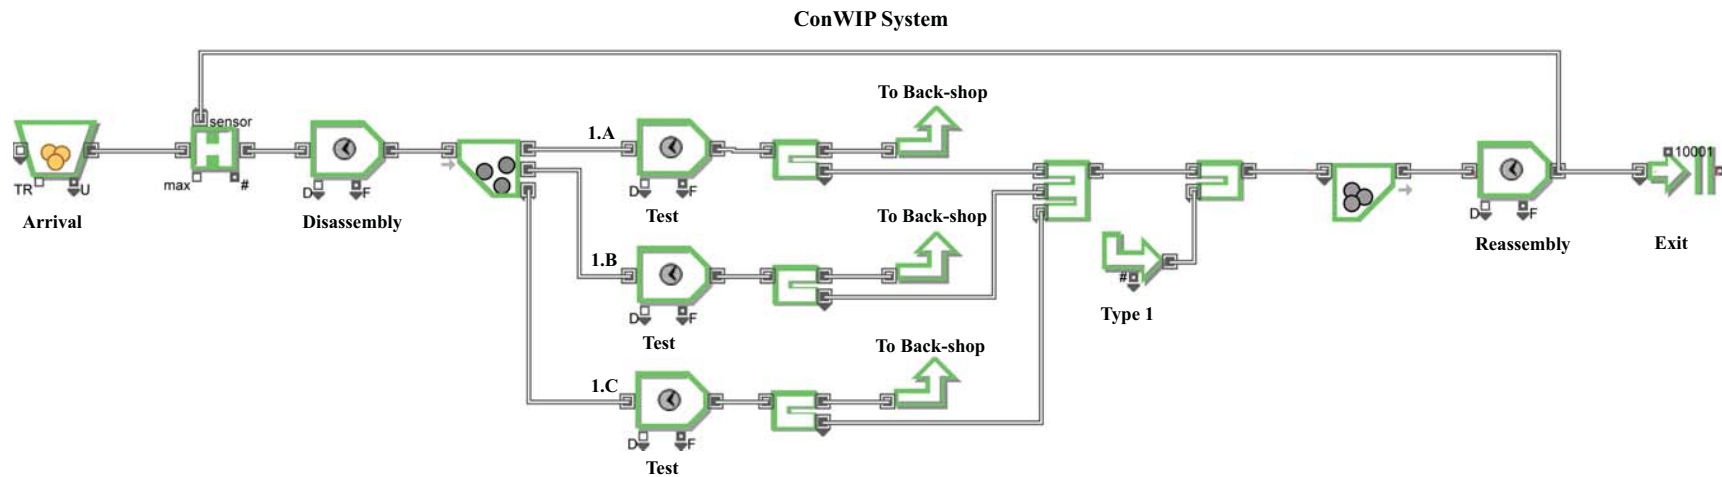 ConWIP System
To Back-shop
sensor
1.A
10001
max
#
TR
U
D
F
D
F
D
F
Arrival
Disassembly
Test
To Back-shop
Reassembly
Exit
1.B
#
D
F
Type 1
Test
To Back-shop
1.C
D
F
Test